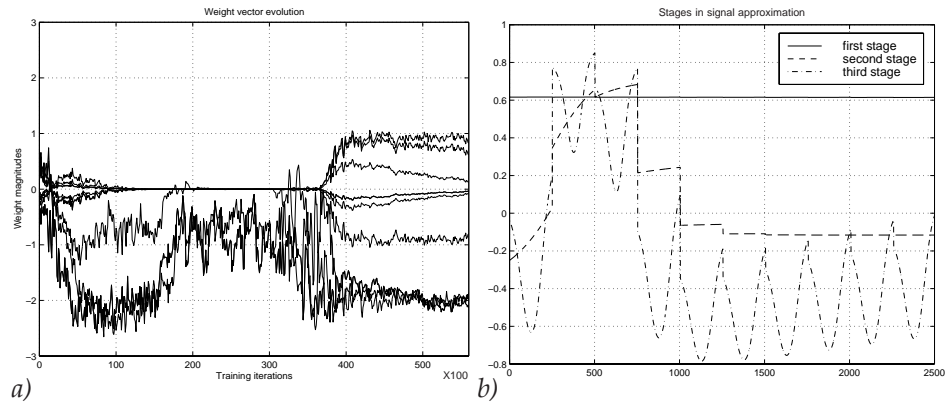 Weight vector evolution
3
2
1
0
−1
−2
−3
Weight magnitudes
0 100 200 300 400 500
Training iterations
X100
a)
Stages in signal approximation
1
0.8
0.6
0.4
0.2
0
−0.2
−0.4
−0.6
−0.8
first stage
second stage
third stage
0 500 1000 1500 2000 2500
b)